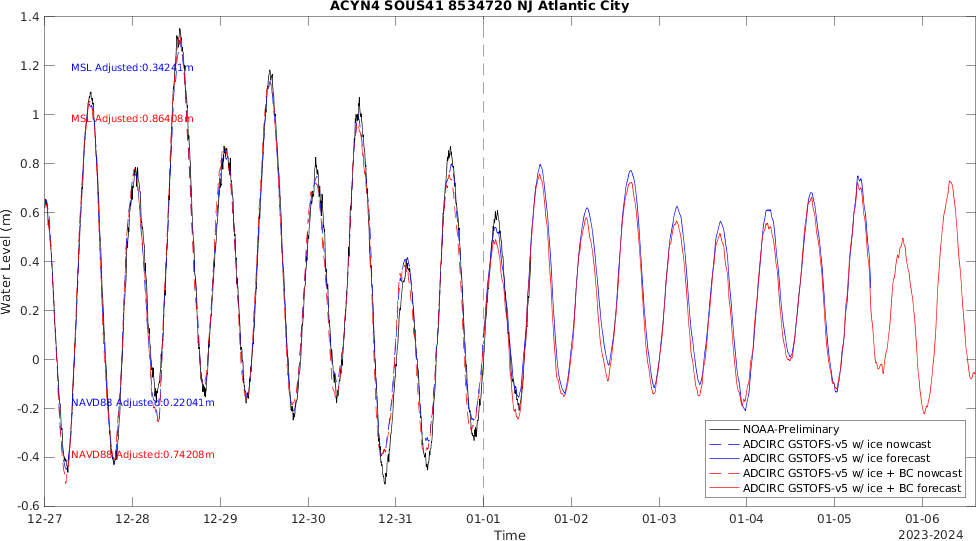 ACYN4 SOUS41 8534720 NJ Atlantic City
1.4
1.2
1
0.8
0.6
0.4
0.2
0
-0.2
-0.4
-0.6
Water Level (m)
MSL Adjusted:0.34241m
MSL Adjusted:0.86408m
NAVD88 Adjusted:0.22041m
NAVD88 Adjusted:0.74208m
NOAA-Preliminary
ADCIRC GSTOFS-v5 w/ ice nowcast
ADCIRC GSTOFS-v5 w/ ice forecast
ADCIRC GSTOFS-v5 w/ ice + BC nowcast
ADCIRC GSTOFS-v5 w/ ice + BC forecast
12-27 12-28 12-29 12-30 12-31 01-01 01-02 01-03 01-04 01-05 01-06
Time
2023-2024